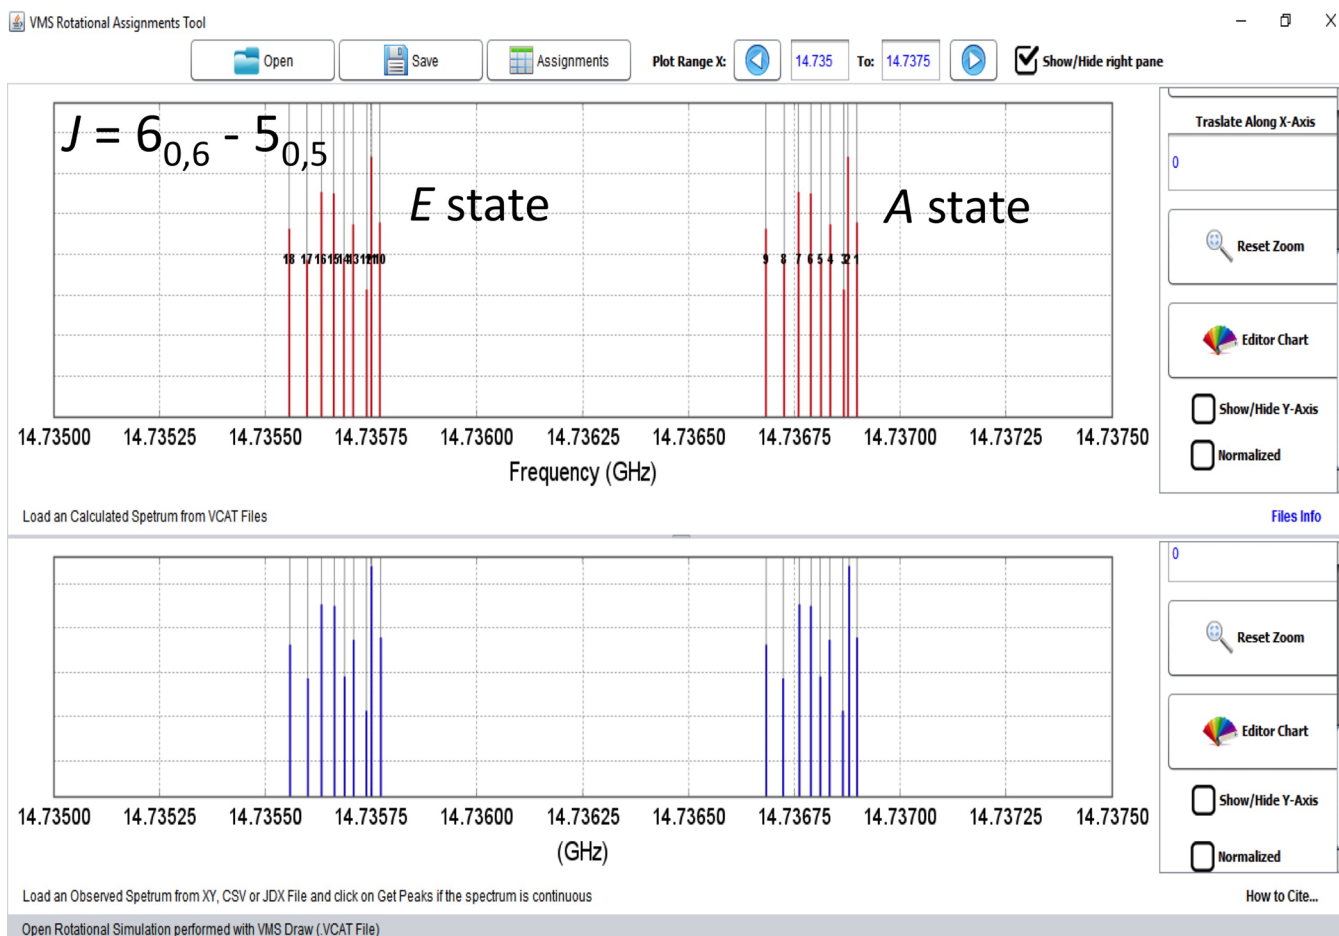 VMS Rotational Assignments Tool
Open Save Assignments Plot Range X: 14.735 To: 14.7375 Show/Hide right pane
J = 6₀,₆ - 5₀,₅
E state
A state
18 17 16 15 14 13 12 11 10
9 8 7 6 5 4 3 2 1
14.73500 14.73525 14.73550 14.73575 14.73600 14.73625 14.73650 14.73675 14.73700 14.73725 14.73750
Frequency (GHz)
Traslate Along X-Axis
0
Reset Zoom
Editor Chart
Show/Hide Y-Axis
Normalized
Load an Calculated Spetrum from VCAT Files
Files Info
14.73500 14.73525 14.73550 14.73575 14.73600 14.73625 14.73650 14.73675 14.73700 14.73725 14.73750
(GHz)
0
Reset Zoom
Editor Chart
Show/Hide Y-Axis
Normalized
Load an Observed Spetrum from XY, CSV or JDX File and click on Get Peaks if the spectrum is continuous
How to Cite...
Open Rotational Simulation performed with VMS Draw (.VCAT File)